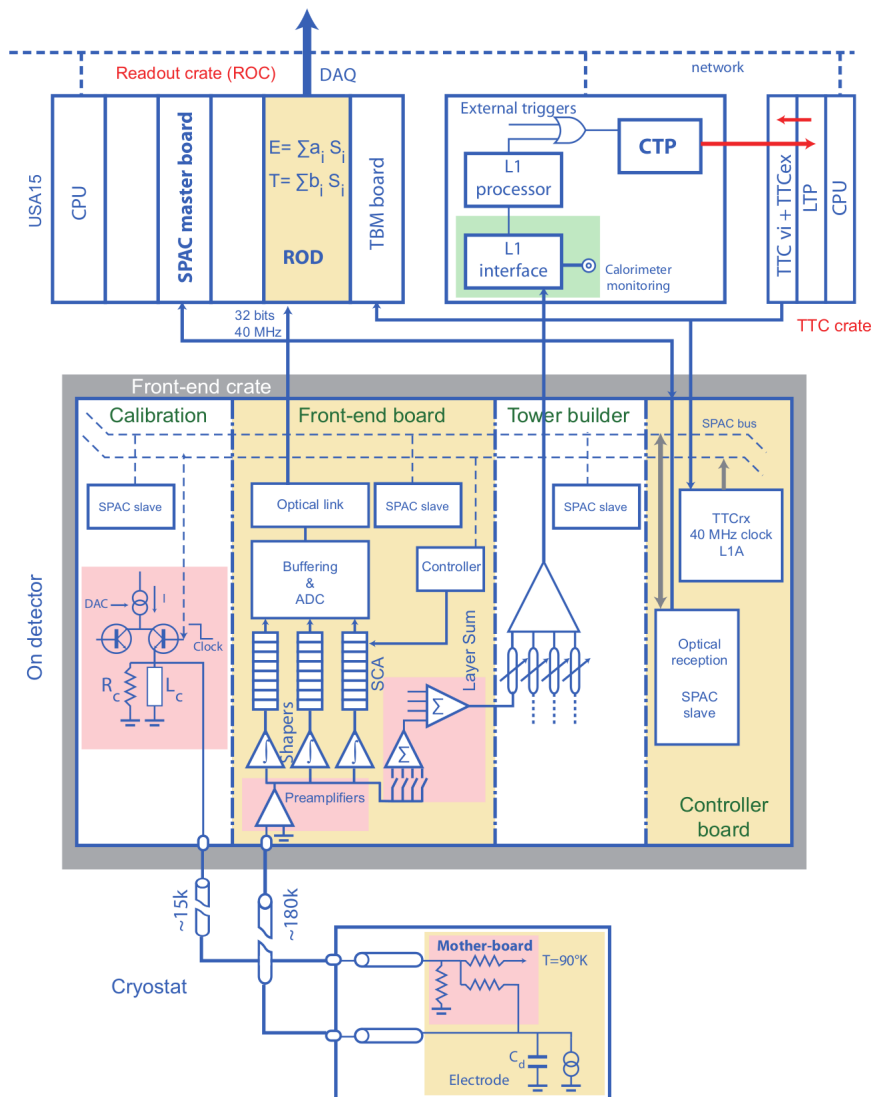 Readout crate (ROC)
DAQ
network
USA15
CPU
SPAC master board
E= ∑a_i S_i
T= ∑b_i S_i
ROD
TBM board
External triggers
CTP
L1
processor
L1
interface
Calorimeter
monitoring
TTC vi + TTCex
LTP
CPU
TTC crate
32 bits
40 MHz
Front-end crate
On detector
Calibration
Front-end board
Tower builder
SPAC bus
SPAC slave
Optical link
SPAC slave
SPAC slave
TTCrx
40 MHz clock
L1A
Buffering
&
ADC
Controller
DAC
I
Clock
R_c
L_c
SCA
Shapers
Layer Sum
Σ
Σ
∫
∫
∫
Preamplifiers
Optical
reception
SPAC
slave
Controller
board
~15k
~180k
Cryostat
Mother-board
T=90°K
C_d
Electrode